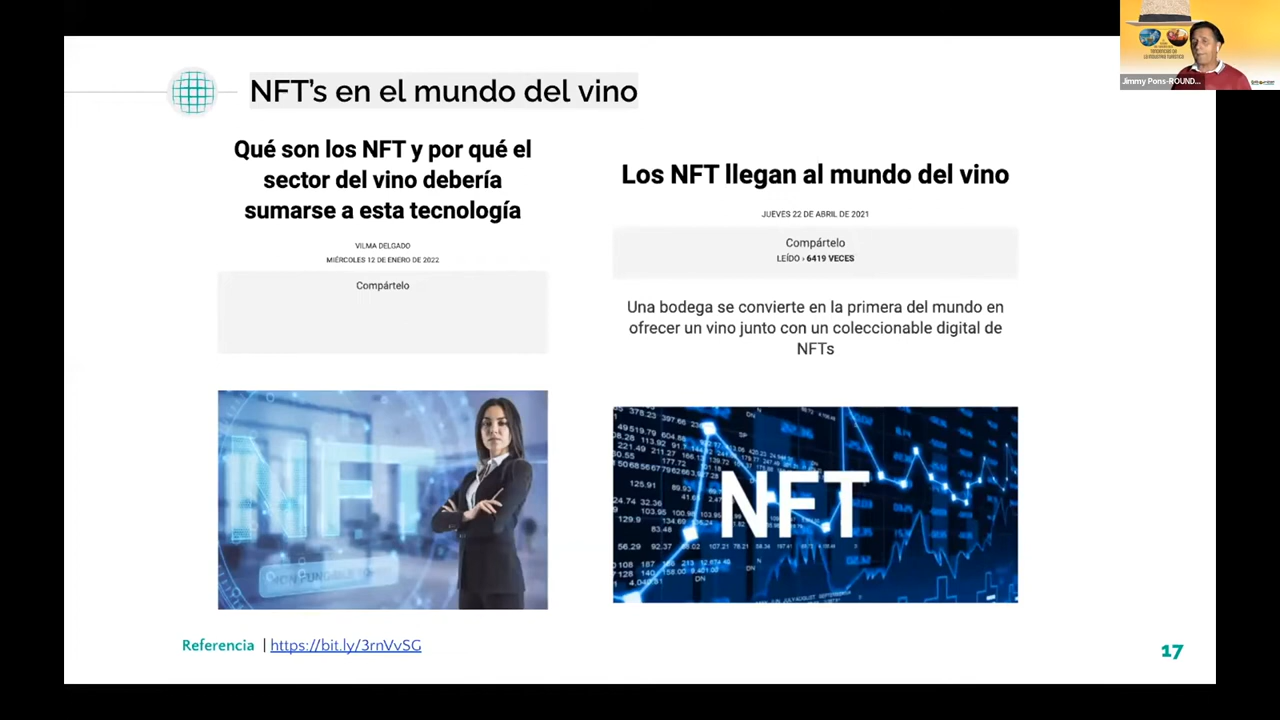 NFT's en el mundo del vino
Qué son los NFT y por qué el
sector del vino debería
sumarse a esta tecnología
VILMA DELGADO
MIÉRCOLES 12 DE ENERO DE 2022
Compártelo
NFT
Los NFT llegan al mundo del vino
JUEVES 22 DE ABRIL DE 2021
Compártelo
LEÍDO › 6419 VECES
Una bodega se convierte en la primera del mundo en
ofrecer un vino junto con un coleccionable digital de
NFTs
NFT
Referencia | https://bit.ly/3rnVvSG
17
Jimmy Pons-ROUND...